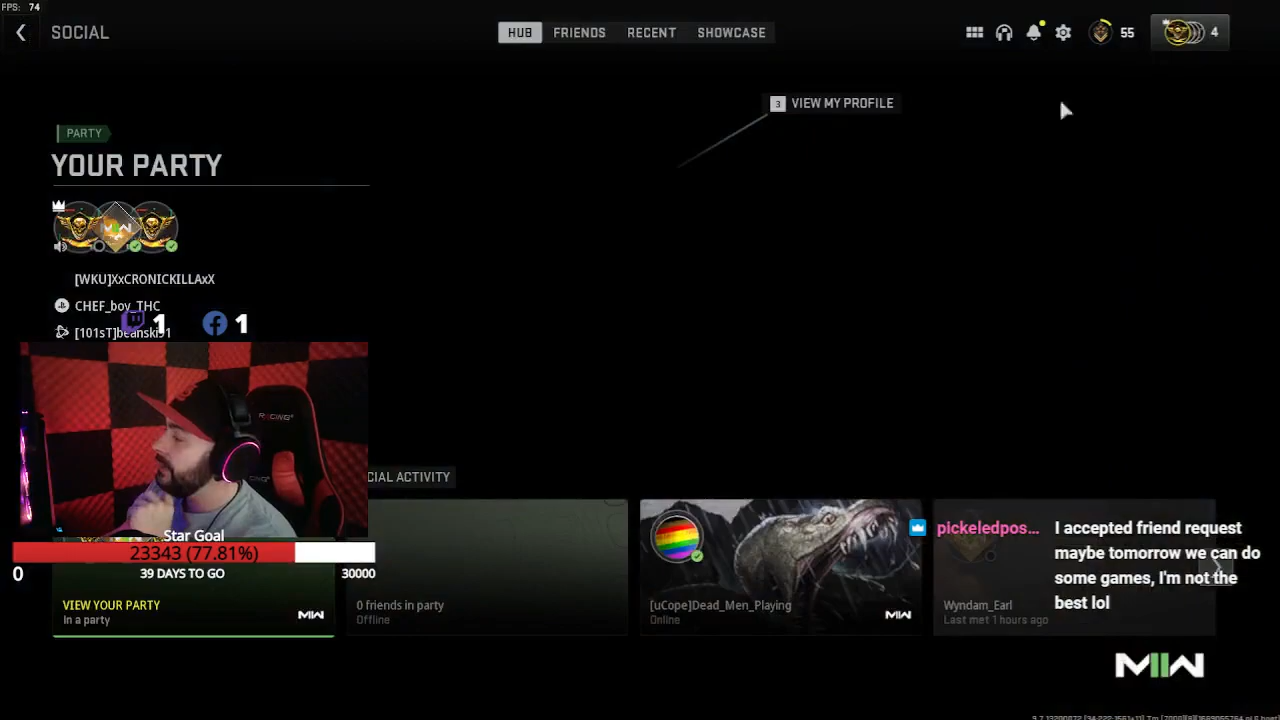 FPS: 74
SOCIAL
HUB
FRIENDS
RECENT
SHOWCASE
55
4
3
VIEW MY PROFILE
PARTY
YOUR PARTY
[WKU]XxCRONICKILLAxX
CHEF_boy_THC
[101sT]beanski91
1
1
CIAL ACTIVITY
Star Goal
23343 (77.81%)
0
39 DAYS TO GO
30000
VIEW YOUR PARTY
In a party
MW
0 friends in party
Offline
[uCope]Dead_Men_Playing
Online
MW
Wyndam_Earl
Last met 1 hours ago
pickeledpos...
I accepted friend request
maybe tomorrow we can do
some games, I'm not the
best lol
MIIW